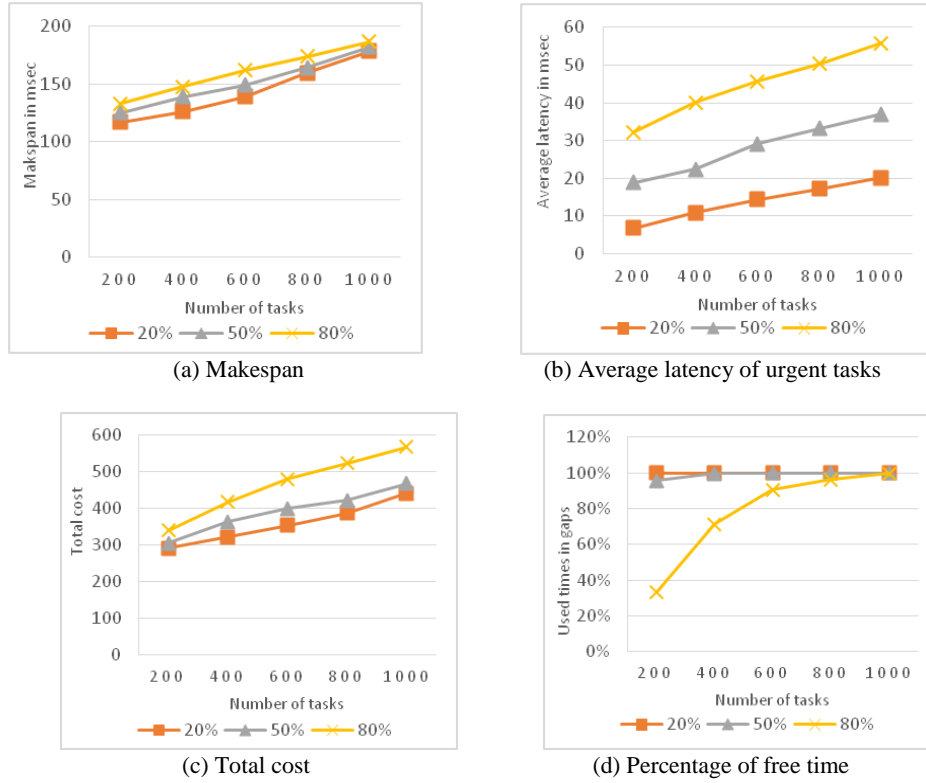 200
150
100
50
0
Makspan in msec
200 400 600 800 1000
Number of tasks
20% 50% 80%
(a) Makespan
60
50
40
30
20
10
0
Average latency in msec
200 400 600 800 1000
Number of tasks
20% 50% 80%
(b) Average latency of urgent tasks
600
500
400
300
200
100
0
Total cost
200 400 600 800 1000
Number of tasks
20% 50% 80%
(c) Total cost
120%
100%
80%
60%
40%
20%
0%
Used times in gaps
200 400 600 800 1000
Number of tasks
20% 50% 80%
(d) Percentage of free time